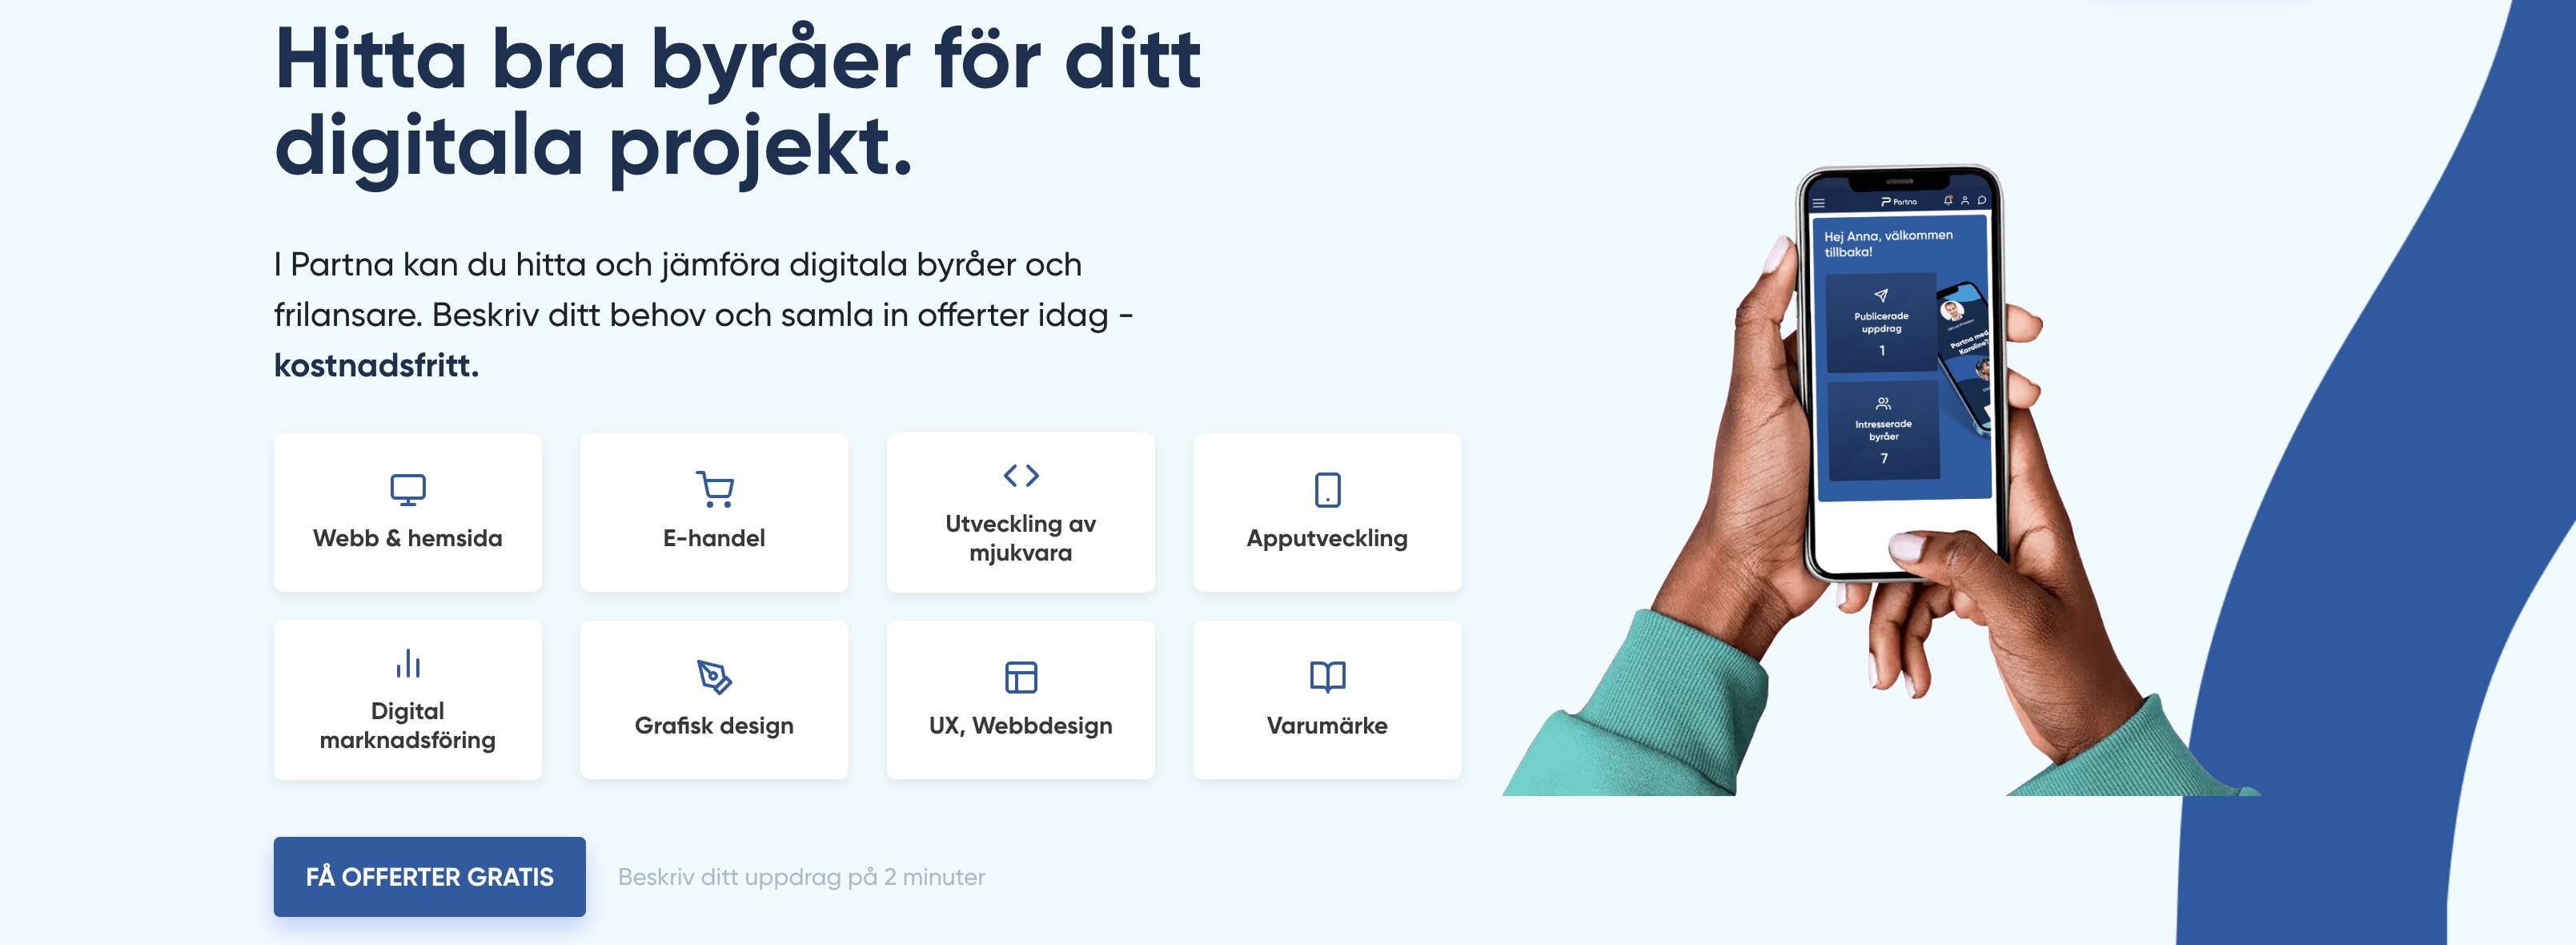 Hitta bra byråer för ditt
digitala projekt.
I Partna kan du hitta och jämföra digitala byråer och
frilansare. Beskriv ditt behov och samla in offerter idag -
kostnadsfritt.
Webb & hemsida
E-handel
Utveckling av
mjukvara
Apputveckling
Digital
marknadsföring
Grafisk design
UX, Webbdesign
Varumärke
FÅ OFFERTER GRATIS
Beskriv ditt uppdrag på 2 minuter
Partna
Hej Anna, välkommen
tillbaka!
Publicerade
uppdrag
1
Intresserade
byråer
7
Partna med
Karoline?